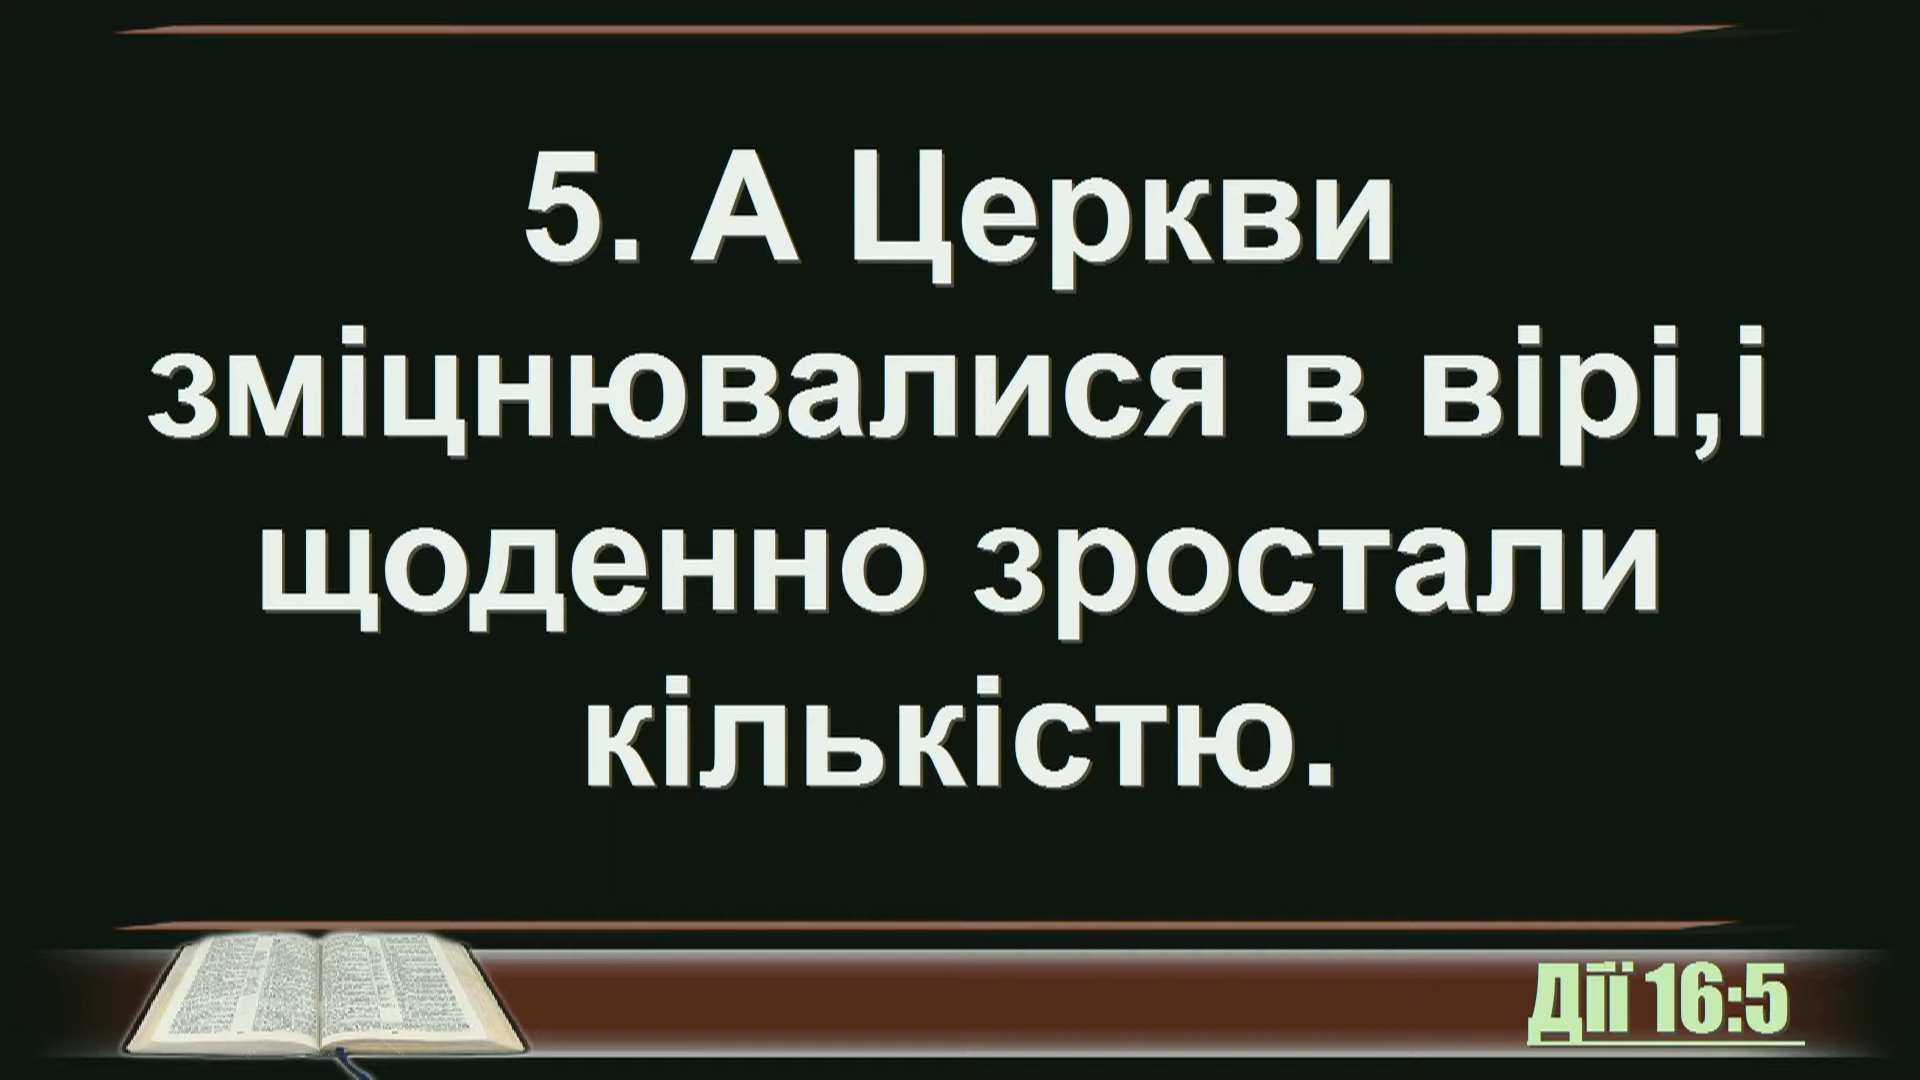 5. А Церкви
зміцнювалися в вірі,і
щоденно зростали
кількістю.
Дії 16:5